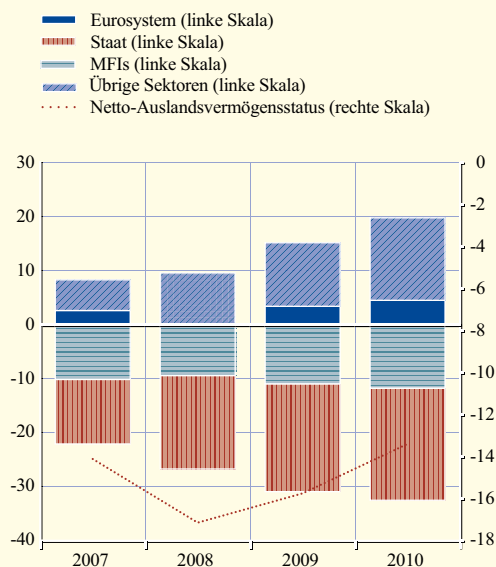 Eurosystem (linke Skala)
Staat (linke Skala)
MFIs (linke Skala)
Übrige Sektoren (linke Skala)
Netto-Auslandsvermögensstatus (rechte Skala)
30 0
20 -2
10 -4
0 -6
-10 -8
-20 -10
-30 -12
-40 -14
-16
-18
2007 2008 2009 2010